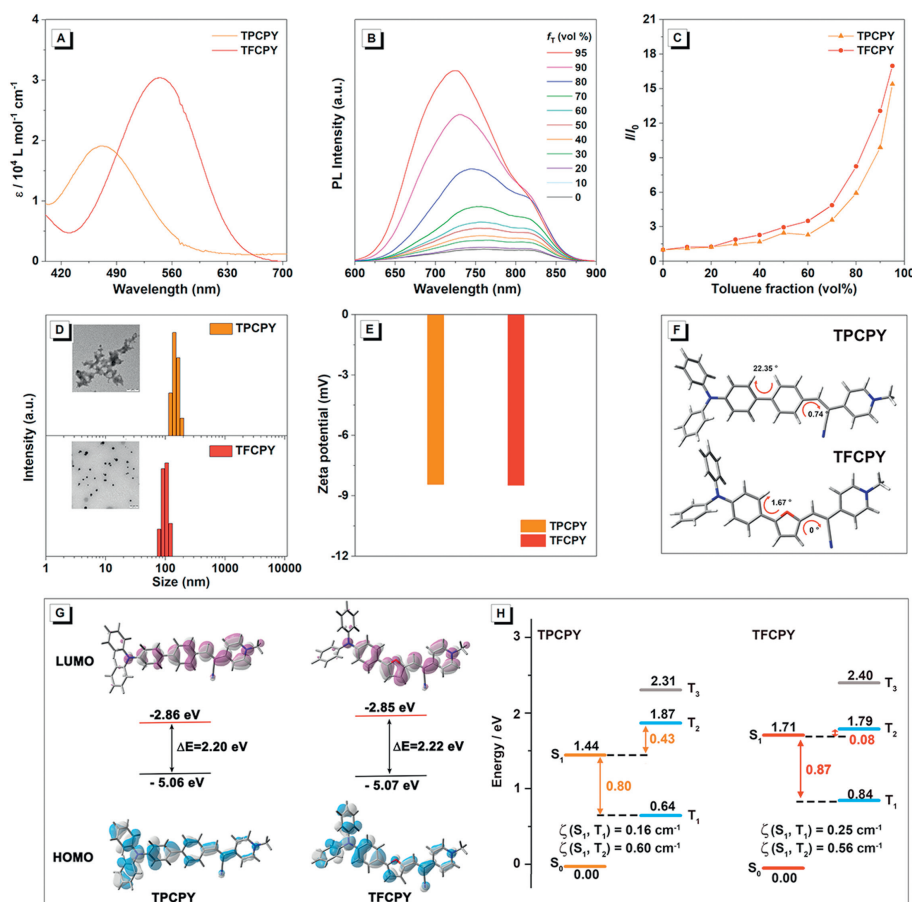 A
TPCPY
TFCPY
ε / 10⁴ L mol⁻¹ cm⁻¹
4
3
2
1
0
420 490 560 630 700
Wavelength (nm)
B
fT (vol %)
95
90
80
70
60
50
40
30
20
10
0
PL Intensity (a.u.)
600 650 700 750 800 850 900
Wavelength (nm)
C
TPCPY
TFCPY
I/I₀
21
18
15
12
9
6
3
0
0 20 40 60 80 100
Toluene fraction (vol%)
D
TPCPY
1 10 100 1000 10000
TFCPY
Intensity (a.u.)
1 10 100 1000 10000
Size (nm)
E
Zeta potential (mV)
0
-3
-6
-9
-12
TPCPY
TFCPY
F
TPCPY
22.35 °
0.74 °
CH₃
TFCPY
1.67 °
0 °
CH₃
G
LUMO
-2.86 eV
ΔE=2.20 eV
- 5.06 eV
-2.85 eV
ΔE=2.22 eV
- 5.07 eV
HOMO
TPCPY
TFCPY
H
Energy / eV
3
2
1
0
TPCPY
2.31 T₃
1.87 T₂
S₁ 1.44
0.43
0.80
0.64 T₁
ζ (S₁, T₁) = 0.16 cm⁻¹
ζ (S₁, T₂) = 0.60 cm⁻¹
S₀
0.00
TFCPY
2.40 T₃
S₁ 1.71
1.79 T₂
0.08
0.87
0.84 T₁
ζ (S₁, T₁) = 0.25 cm⁻¹
ζ (S₁, T₂) = 0.56 cm⁻¹
S₀
0.00